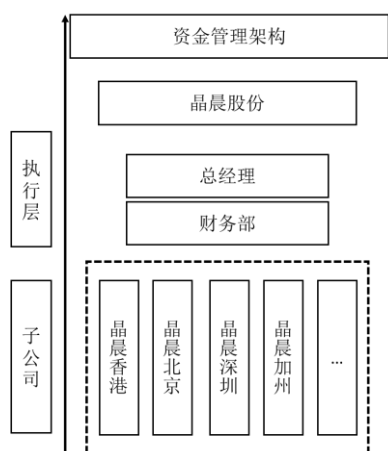 资金管理架构
晶晨股份
执行层
总经理
财务部
子公司
晶晨香港
晶晨北京
晶晨深圳
晶晨加州
...